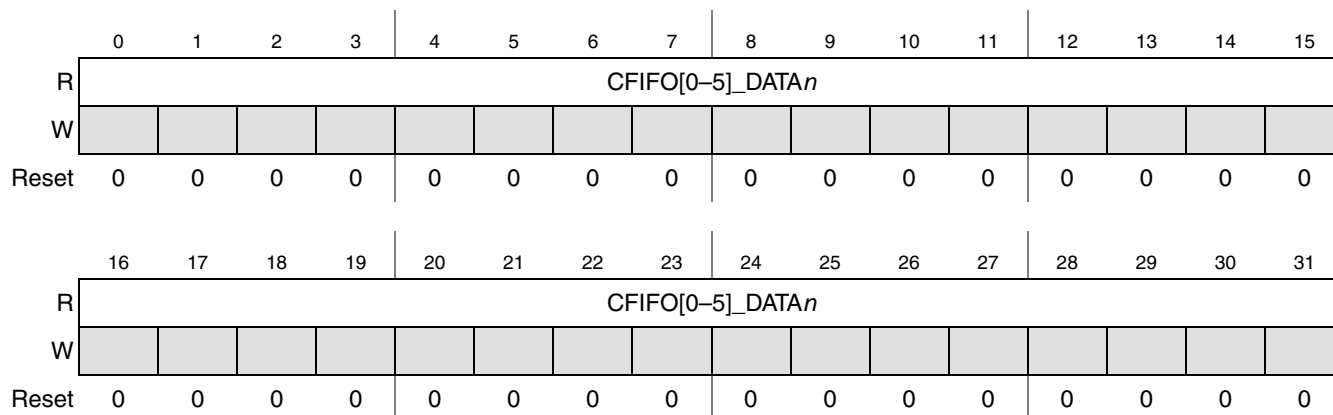 0 1 2 3 4 5 6 7 8 9 10 11 12 13 14 15
R CFIFO[0–5]_DATAn
W
Reset 0 0 0 0 0 0 0 0 0 0 0 0 0 0 0 0
16 17 18 19 20 21 22 23 24 25 26 27 28 29 30 31
R CFIFO[0–5]_DATAn
W
Reset 0 0 0 0 0 0 0 0 0 0 0 0 0 0 0 0